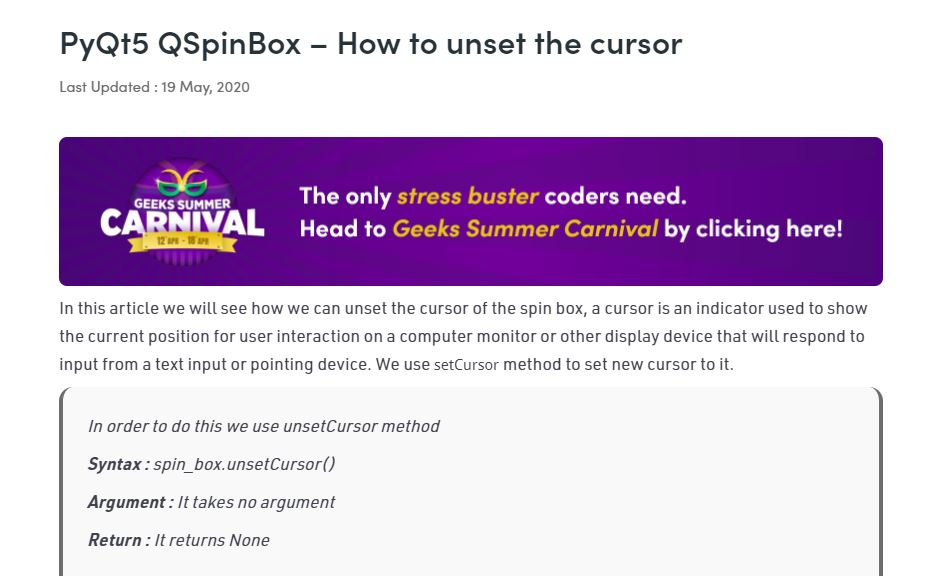 PyQt5 QSpinBox – How to unset the cursor
Last Updated : 19 May, 2020
GEEKS SUMMER
CARNIVAL
12 APR - 18 APR
The only stress buster coders need.
Head to Geeks Summer Carnival by clicking here!
In this article we will see how we can unset the cursor of the spin box, a cursor is an indicator used to show
the current position for user interaction on a computer monitor or other display device that will respond to
input from a text input or pointing device. We use setCursor method to set new cursor to it.
In order to do this we use unsetCursor method
Syntax : spin_box.unsetCursor()
Argument : It takes no argument
Return : It returns None